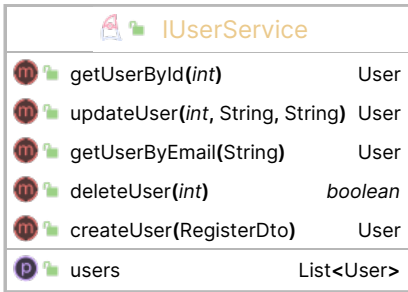 IUserService
m getUserById(int) User
m updateUser(int, String, String) User
m getUserByEmail(String) User
m deleteUser(int) boolean
m createUser(RegisterDto) User
p users List<User>